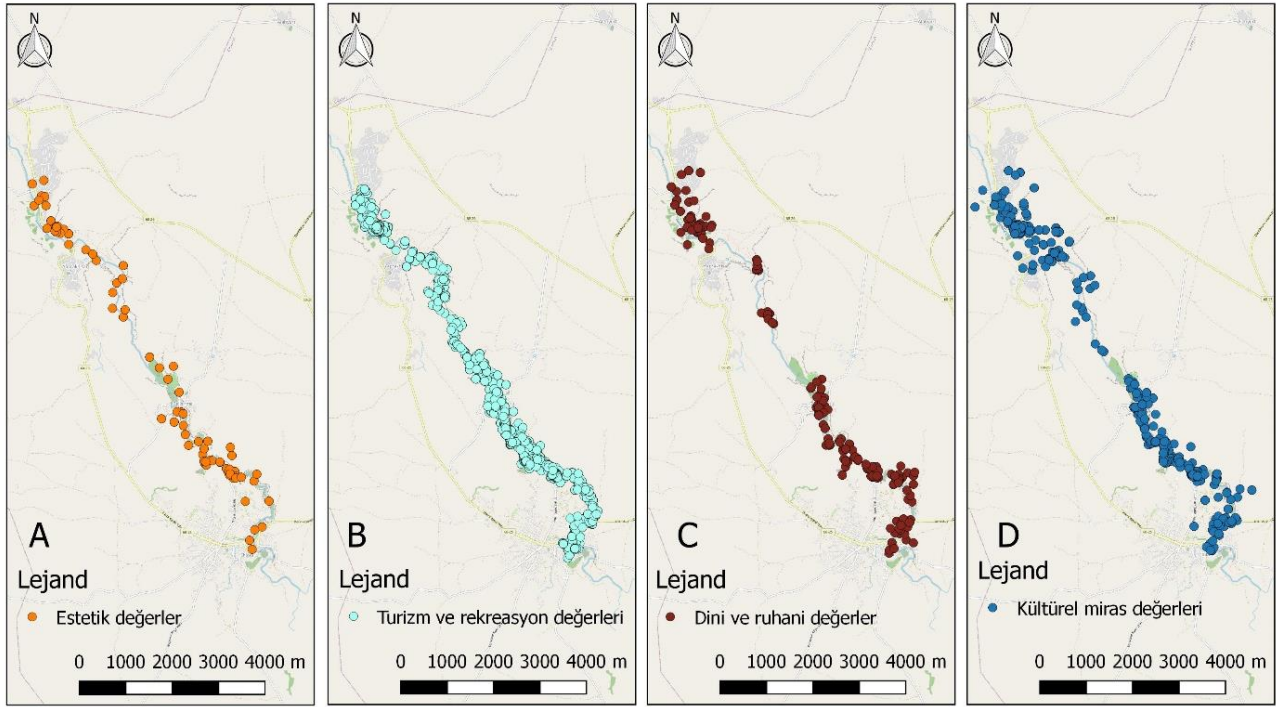 N
A
Lejand
Estetik değerler
0 1000 2000 3000 4000 m
N
B
Lejand
Turizm ve rekreasyon değerleri
0 1000 2000 3000 4000 m
N
C
Lejand
Dini ve ruhani değerler
0 1000 2000 3000 4000 m
N
D
Lejand
Kültürel miras değerleri
0 1000 2000 3000 4000 m